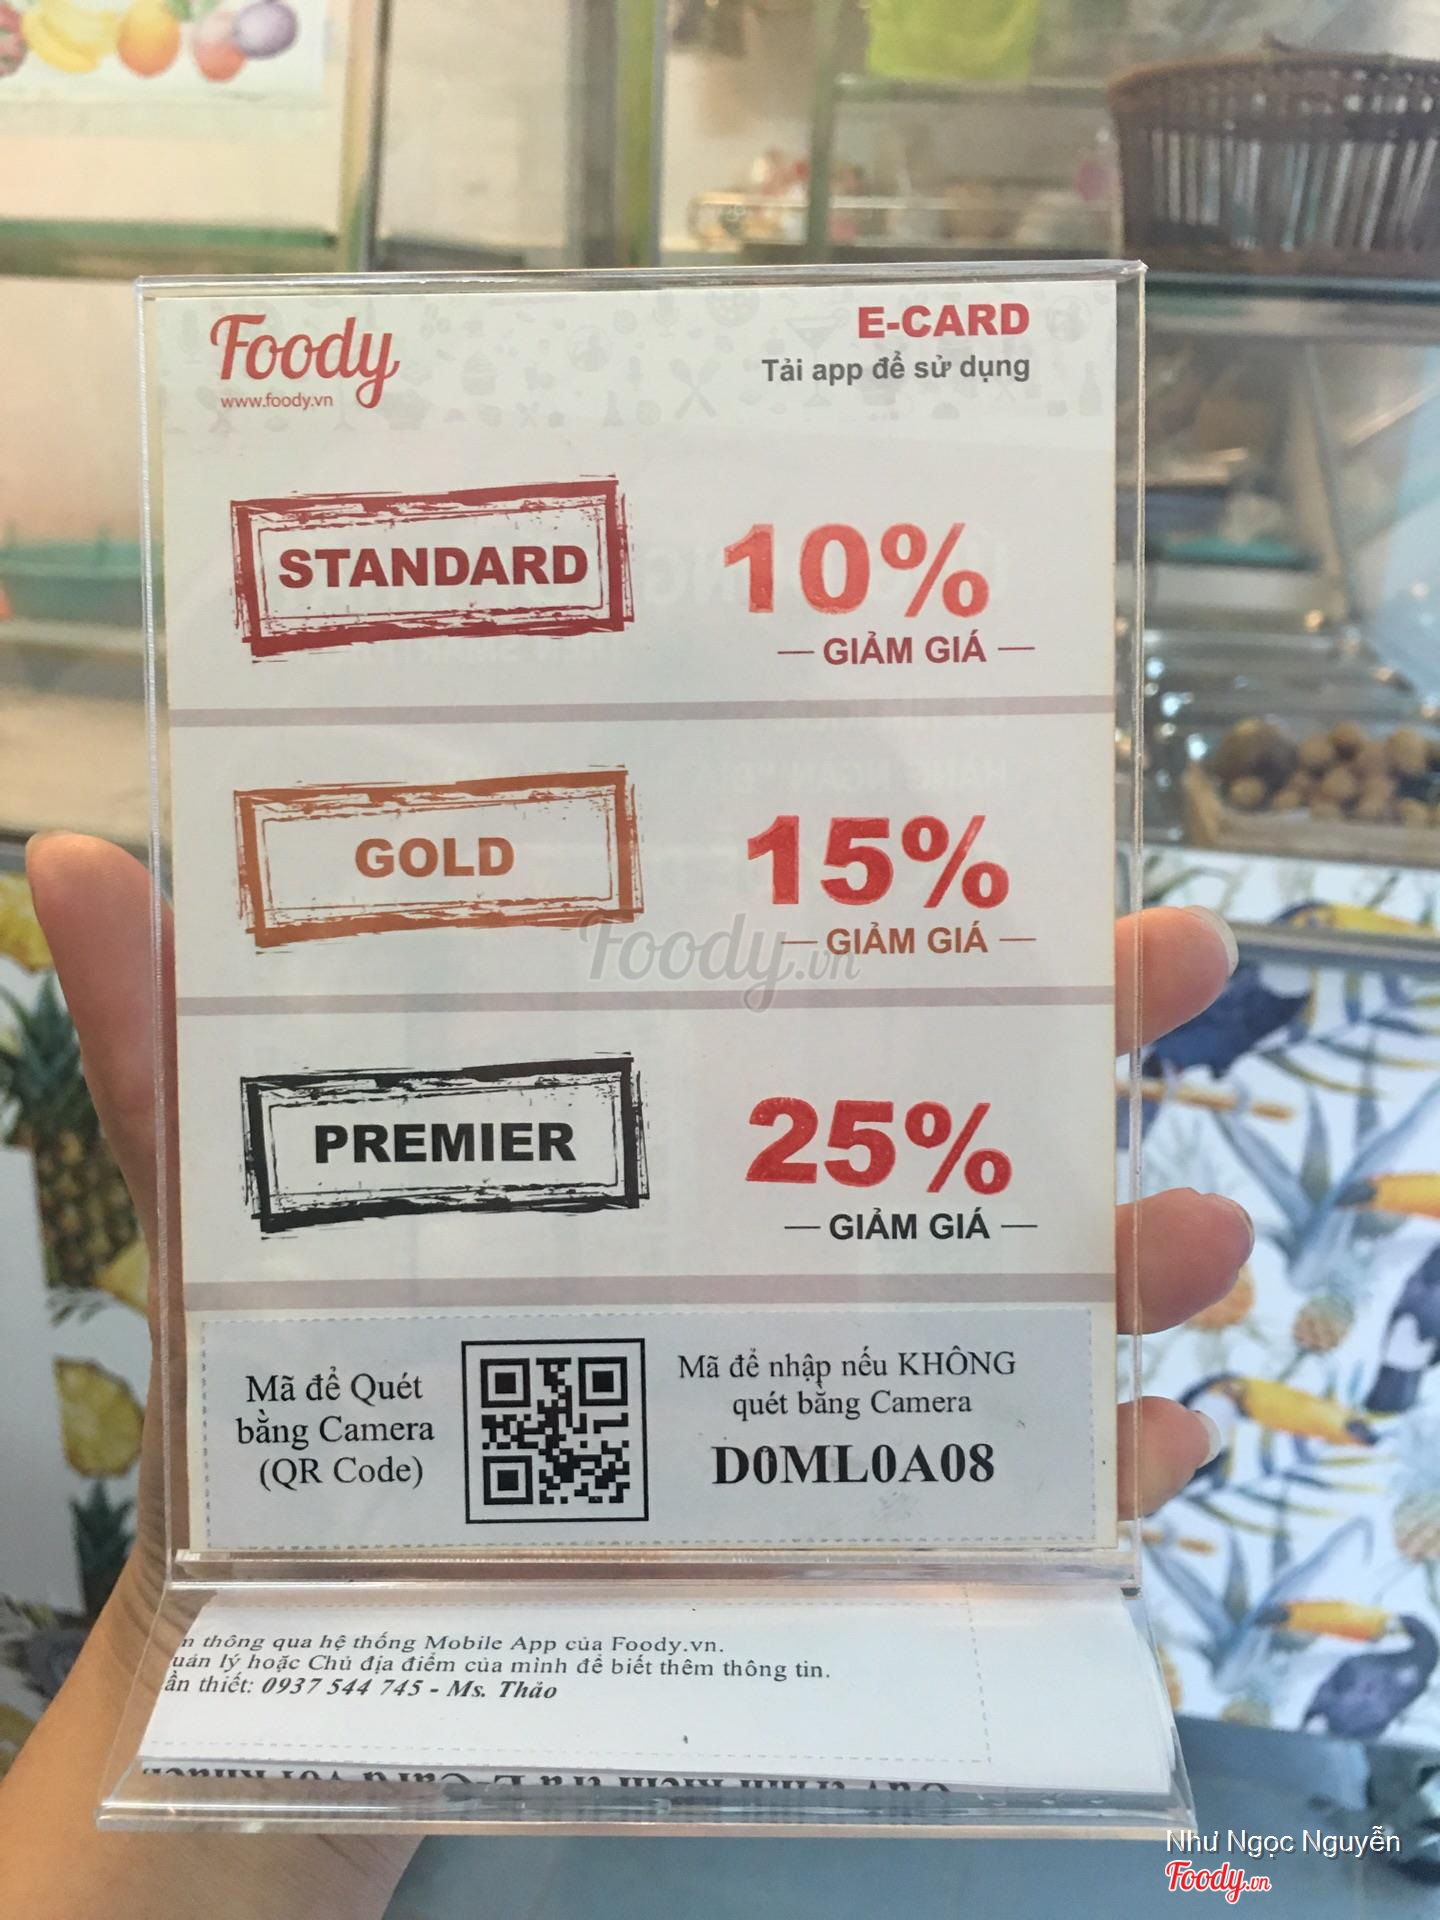 Foody
www.foody.vn
E-CARD
Tải app để sử dụng
STANDARD
10%
GIẢM GIÁ
GOLD
15%
GIẢM GIÁ
Foody.vn
PREMIER
25%
GIẢM GIÁ
Mã để Quét
bằng Camera
(QR Code)
Mã để nhập nếu KHÔNG
quét bằng Camera
D0ML0A08
thông qua hệ thống Mobile App của Foody.vn.
lý hoặc Chủ địa điểm của mình để biết thêm thông tin.
thiết: 0937 544 745 - Ms. Thảo
Như Ngọc Nguyễn
Foody.vn